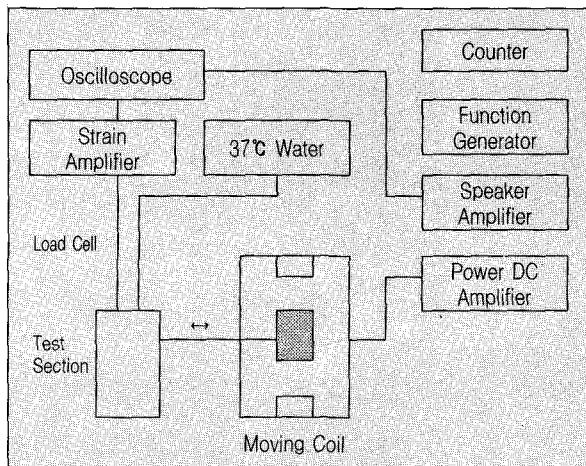 Counter
Oscilloscope
Function
Generator
Strain
Amplifier
37℃ Water
Speaker
Amplifier
Load Cell
Power DC
Amplifier
Test
Section
↔
Moving Coil